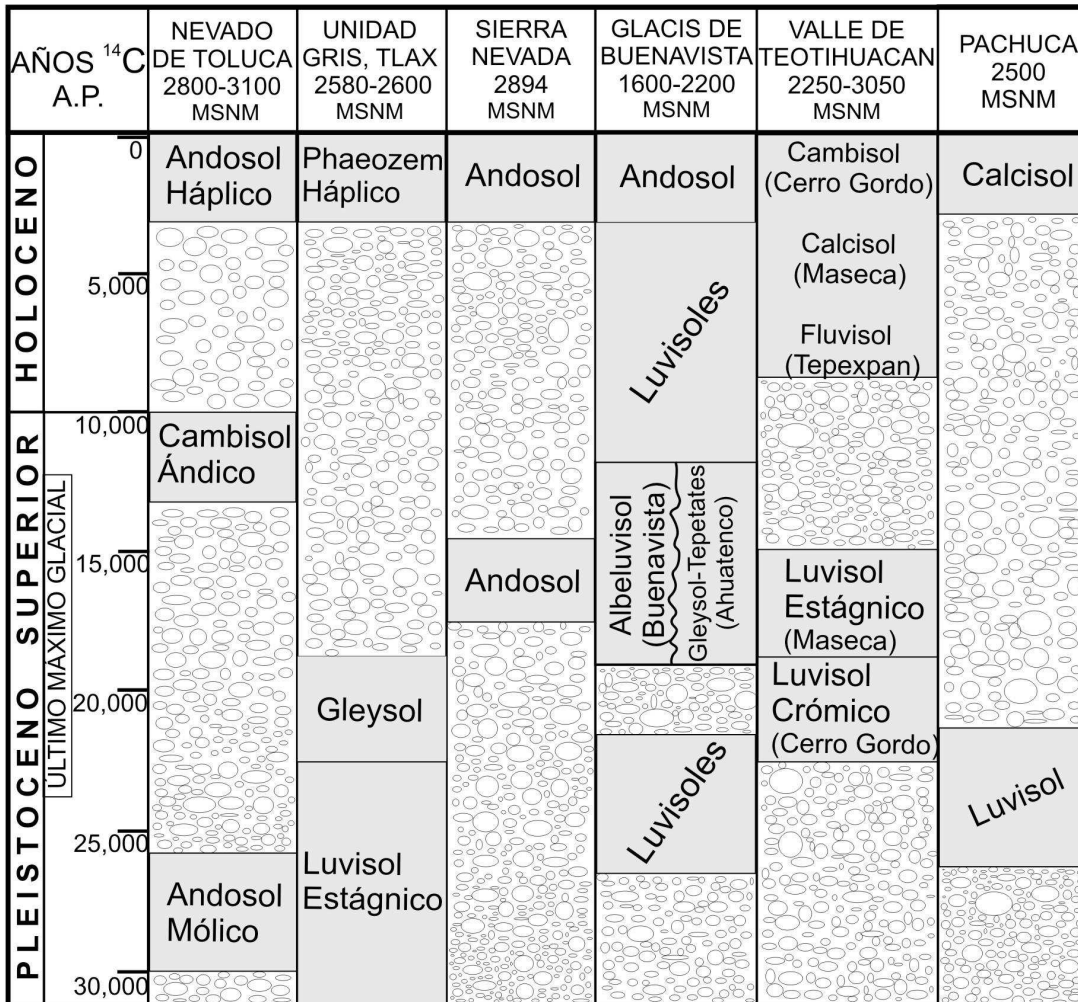 AÑOS ¹⁴C
A.P.
NEVADO
DE TOLUCA
2800-3100
MSNM
UNIDAD
GRIS, TLAX
2580-2600
MSNM
SIERRA
NEVADA
2894
MSNM
GLACIS DE
BUENAVISTA
1600-2200
MSNM
VALLE DE
TEOTIHUACAN
2250-3050
MSNM
PACHUCA
2500
MSNM
HOLOCENO
PLEISTOCENO SUPERIOR
ÚLTIMO MÁXIMO GLACIAL
0
5,000
10,000
15,000
20,000
25,000
30,000
Andosol
Háplico
Cambisol
Ándico
Andosol
Mólico
Phaeozem
Háplico
Gleysol
Luvisol
Estágnico
Andosol
Andosol
Andosol
Luvisoles
Albeluvisol
(Buenavista)
Gleysol-Tepetates
(Ahuatenco)
Luvisoles
Cambisol
(Cerro Gordo)
Calcisol
(Maseca)
Fluvisol
(Tepexpan)
Luvisol
Estágnico
(Maseca)
Luvisol
Crómico
(Cerro Gordo)
Calcisol
Luvisol